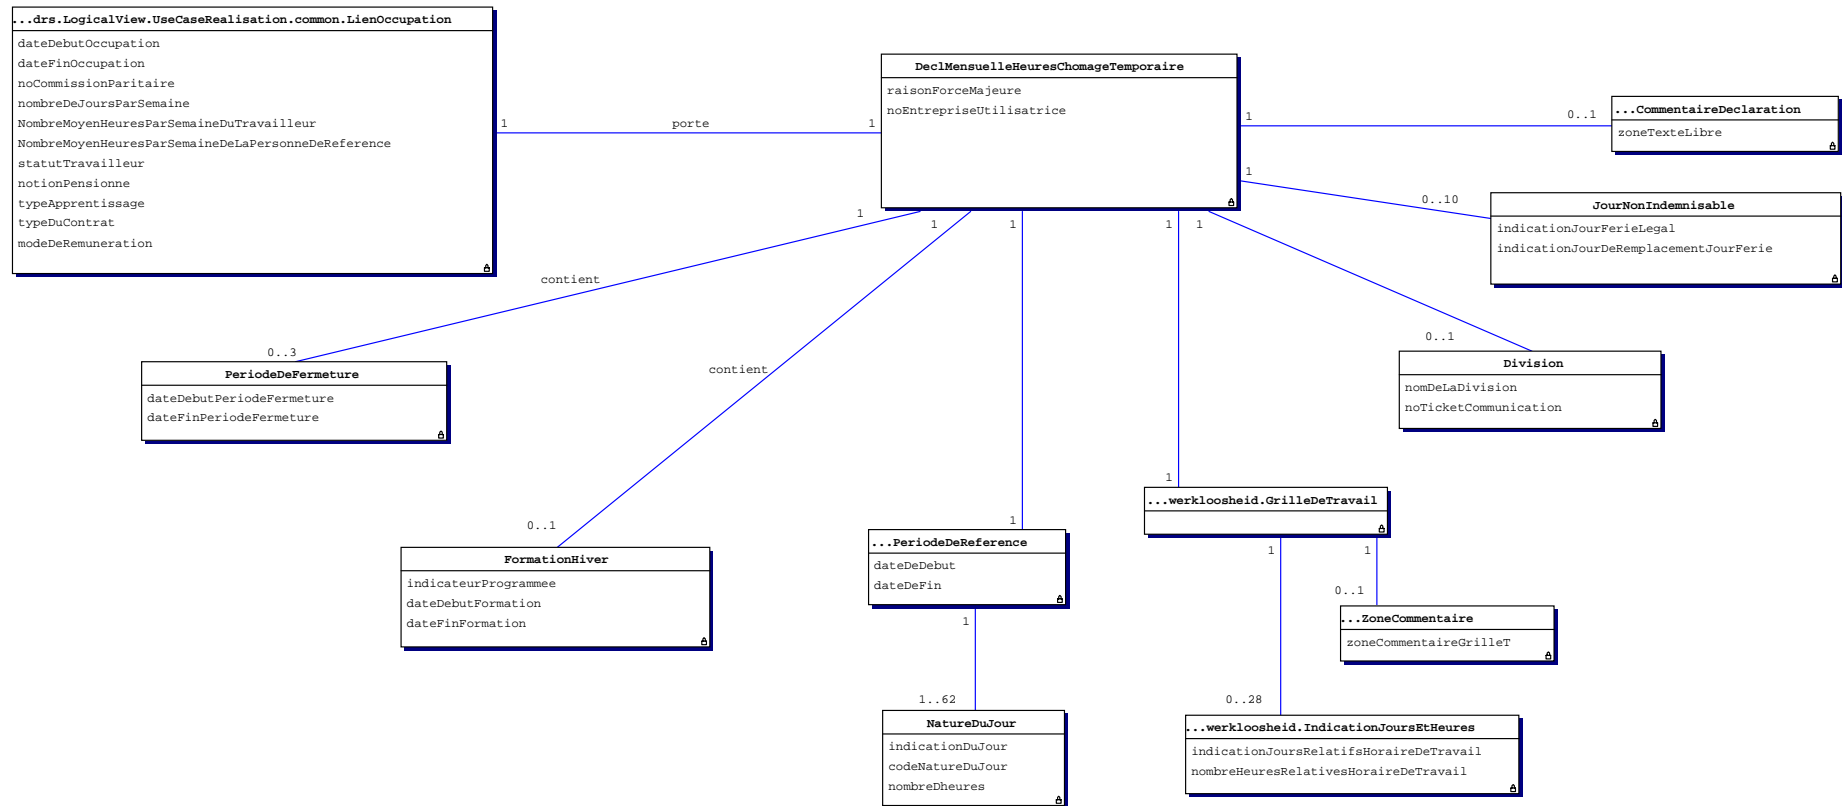 ...drs.LogicalView.UseCaseRealisation.common.LienOccupation
dateDebutOccupation
dateFinOccupation
noCommissionParitaire
nombreDeJoursParSemaine
NombreMoyenHeuresParSemaineDuTravailleur
NombreMoyenHeuresParSemaineDeLaPersonneDeReference
statutTravailleur
notionPensionne
typeApprentissage
typeDuContrat
modeDeRemuneration
1
porte
1
DeclMensuelleHeuresChomageTemporaire
raisonForceMajeure
noEntrepriseUtilisatrice
1
0..1
...CommentaireDeclaration
zoneTexteLibre
1
0..10
JourNonIndemnisable
indicationJourFerieLegal
indicationJourDeRemplacementJourFerie
1
contient
0..3
PeriodeDeFermeture
dateDebutPeriodeFermeture
dateFinPeriodeFermeture
1
contient
0..1
FormationHiver
indicateurProgrammee
dateDebutFormation
dateFinFormation
1
1
...PeriodeDeReference
dateDeDebut
dateDeFin
1
1..62
NatureDuJour
indicationDuJour
codeNatureDuJour
nombreDheures
1
1
...werkloosheid.GrilleDeTravail
1
0..1
Division
nomDeLaDivision
noTicketCommunication
1
0..28
...werkloosheid.IndicationJoursEtHeures
indicationJoursRelatifsHoraireDeTravail
nombreHeuresRelativesHoraireDeTravail
1
0..1
...ZoneCommentaire
zoneCommentaireGrilleT